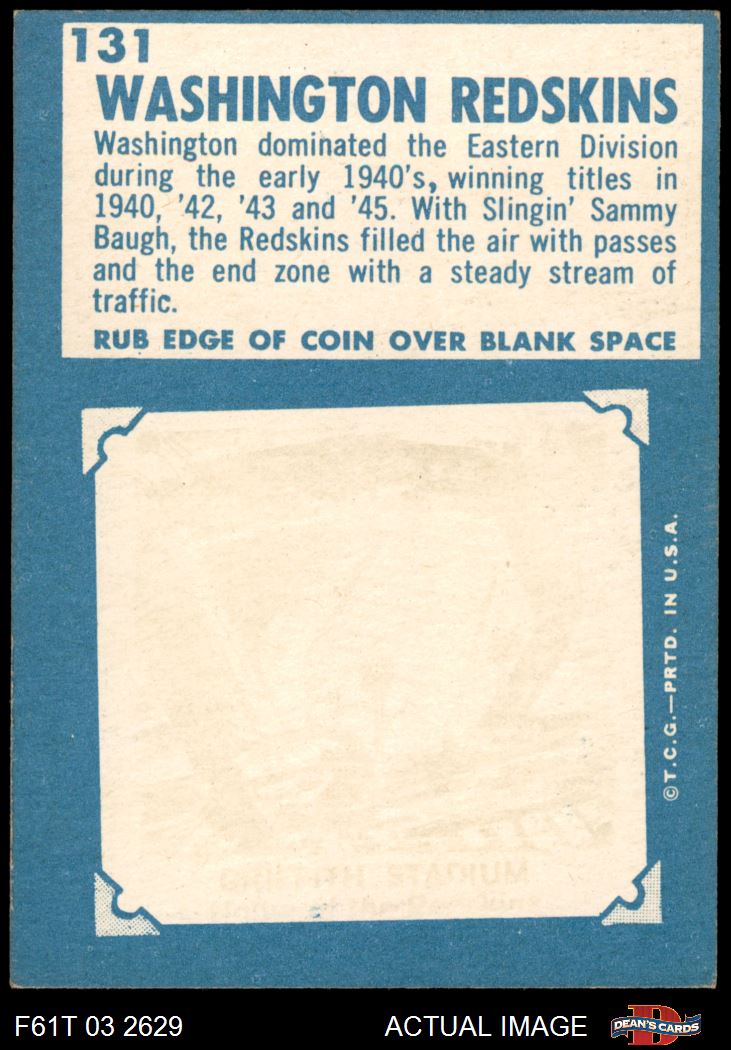 131
WASHINGTON REDSKINS
Washington dominated the Eastern Division
during the early 1940's, winning titles in
1940, '42, '43 and '45. With Slingin' Sammy
Baugh, the Redskins filled the air with passes
and the end zone with a steady stream of
traffic.
RUB EDGE OF COIN OVER BLANK SPACE
©T.C.G.—PRTD. IN U.S.A.
F61T 03 2629
ACTUAL IMAGE
DEAN'S CARDS